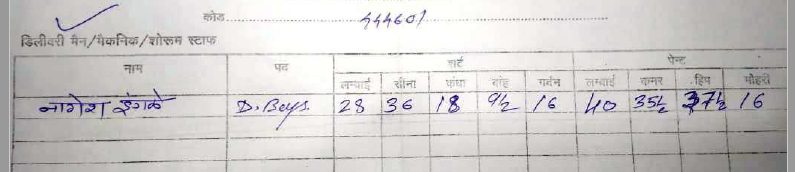 कोड.......... 444601 ..........
डिलीवरी मैन/मैकनिक/शोरूम स्टाफ
नाम पद शर्ट पेन्ट
लम्बाई सीना कंधा बांह गर्दन लम्बाई कमर हिप मोहरी
नागेश इंगळे D. Boys. 28 36 18 9½ 16 40 35½ 37½ 16